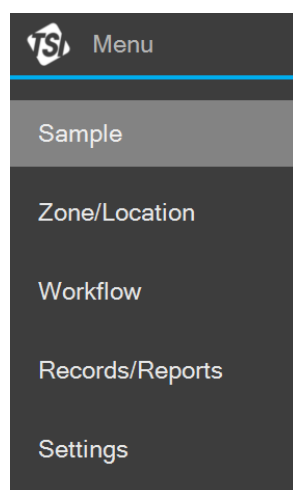 TSI Menu
Sample
Zone/Location
Workflow
Records/Reports
Settings